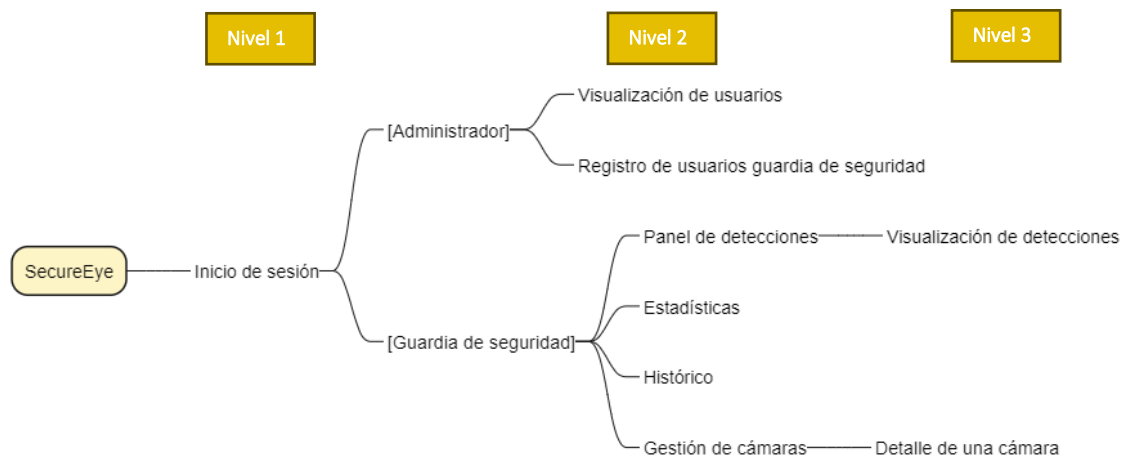 Nivel 1
Nivel 2
Nivel 3
Visualización de usuarios
[Administrador]
Registro de usuarios guardia de seguridad
Panel de detecciones
Visualización de detecciones
SecureEye
Inicio de sesión
Estadísticas
[Guardia de seguridad]
Histórico
Gestión de cámaras
Detalle de una cámara